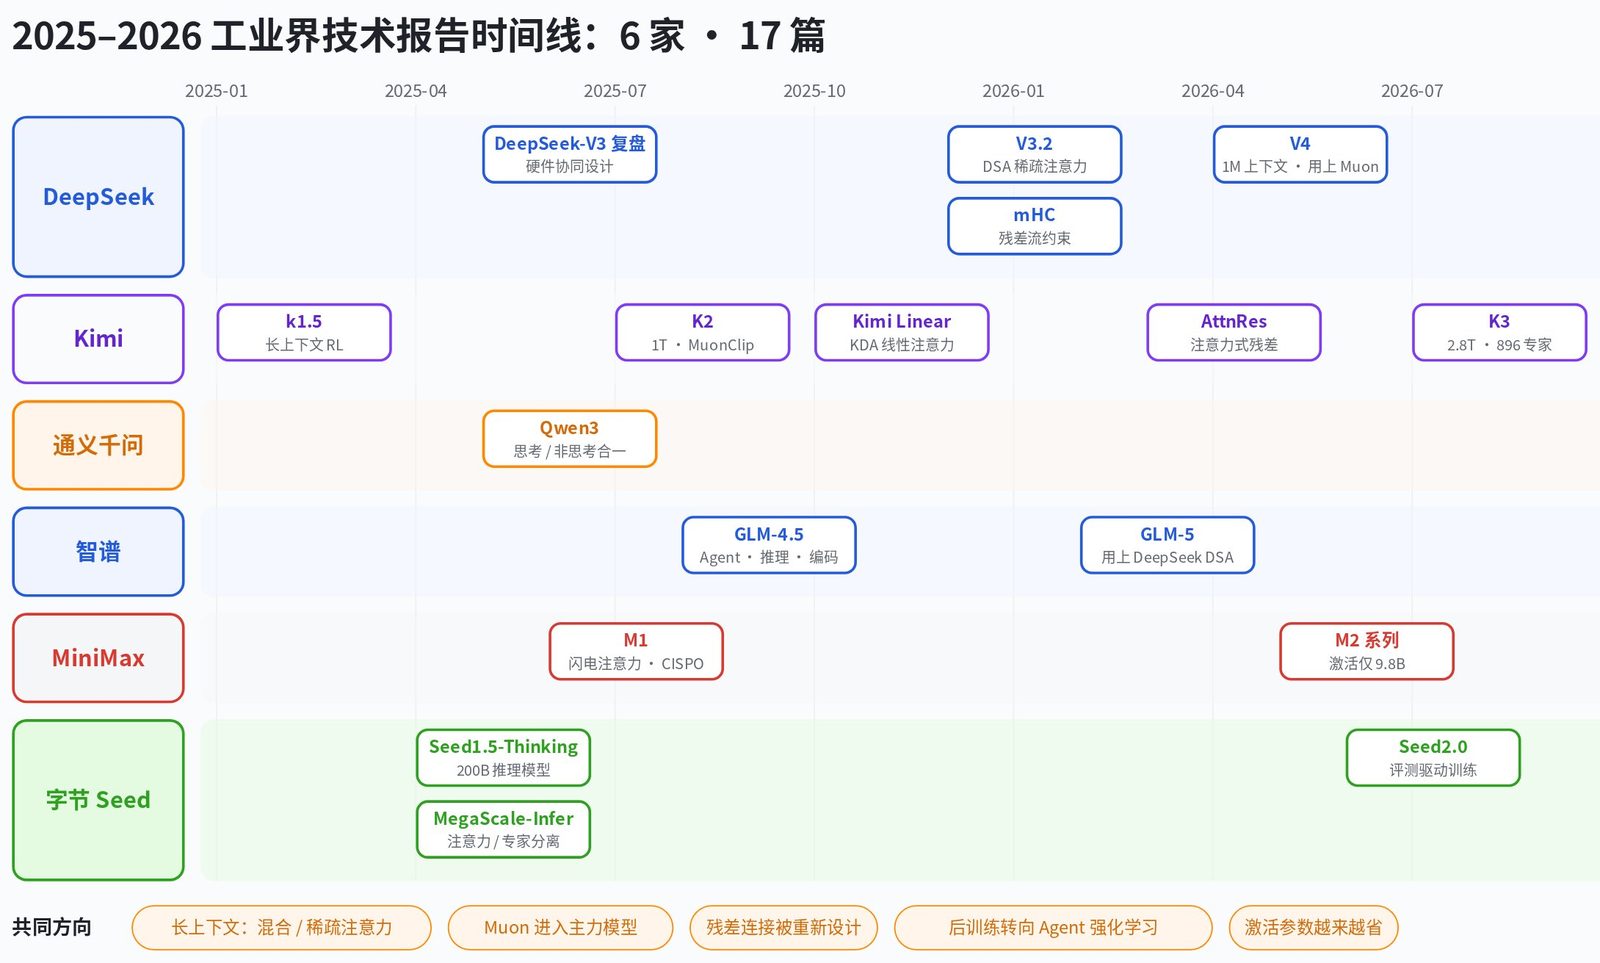 2025–2026 工业界技术报告时间线：6 家 · 17 篇
2025-01
2025-04
2025-07
2025-10
2026-01
2026-04
2026-07
DeepSeek
DeepSeek-V3 复盘
硬件协同设计
V3.2
DSA 稀疏注意力
V4
1M 上下文 · 用上 Muon
mHC
残差流约束
Kimi
k1.5
长上下文 RL
K2
1T · MuonClip
Kimi Linear
KDA 线性注意力
AttnRes
注意力式残差
K3
2.8T · 896 专家
通义千问
Qwen3
思考 / 非思考合一
智谱
GLM-4.5
Agent · 推理 · 编码
GLM-5
用上 DeepSeek DSA
MiniMax
M1
闪电注意力 · CISPO
M2 系列
激活仅 9.8B
字节 Seed
Seed1.5-Thinking
200B 推理模型
Seed2.0
评测驱动训练
MegaScale-Infer
注意力 / 专家分离
共同方向
长上下文：混合 / 稀疏注意力
Muon 进入主力模型
残差连接被重新设计
后训练转向 Agent 强化学习
激活参数越来越省